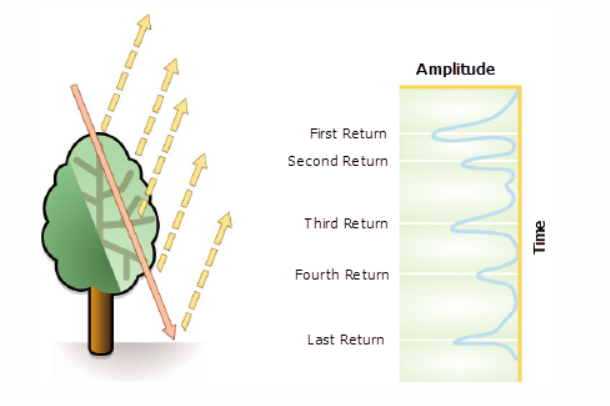 Amplitude
First Return
Second Return
Third Return
Fourth Return
Last Return
Time